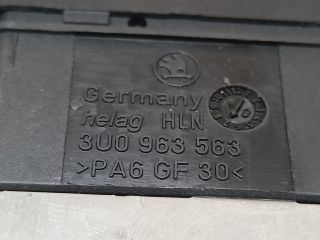 Germany
helag HLN
3U0 963 563
>PA6 GF 30<